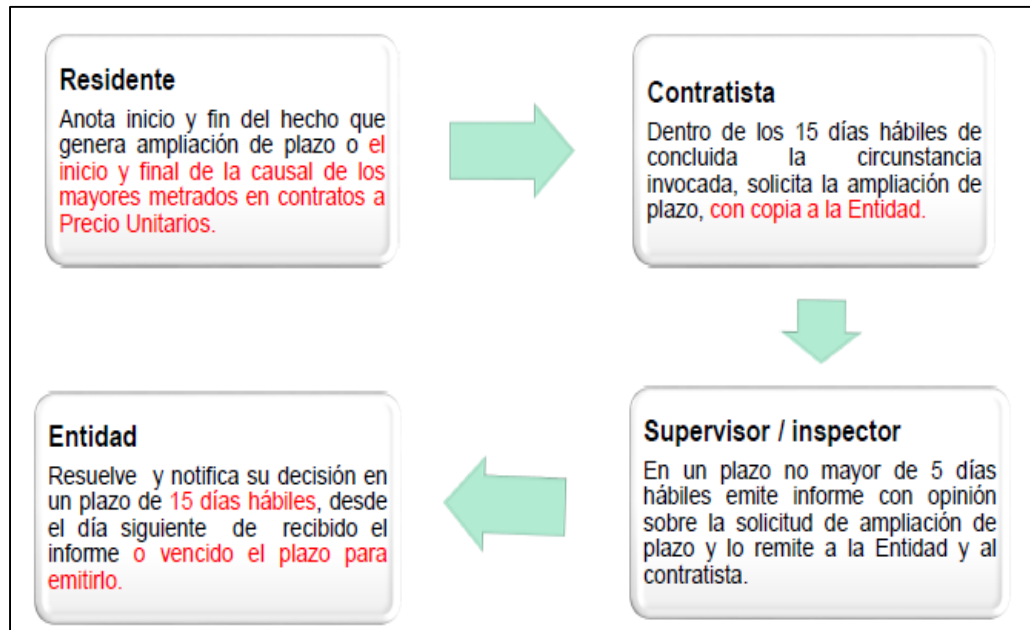 Residente
Anota inicio y fin del hecho que
genera ampliación de plazo o el
inicio y final de la causal de los
mayores metrados en contratos a
Precio Unitarios.
Contratista
Dentro de los 15 días hábiles de
concluida la circunstancia
invocada, solicita la ampliación de
plazo, con copia a la Entidad.
Supervisor / inspector
En un plazo no mayor de 5 días
hábiles emite informe con opinión
sobre la solicitud de ampliación de
plazo y lo remite a la Entidad y al
contratista.
Entidad
Resuelve y notifica su decisión en
un plazo de 15 días hábiles, desde
el día siguiente de recibido el
informe o vencido el plazo para
emitirlo.